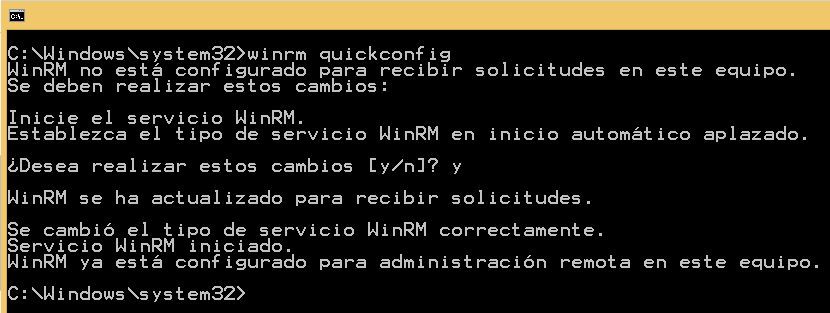 C:\Windows\system32>winrm quickconfig
WinRM no está configurado para recibir solicitudes en este equipo.
Se deben realizar estos cambios:
Inicie el servicio WinRM.
Establezca el tipo de servicio WinRM en inicio automático aplazado.
¿Desea realizar estos cambios [y/n]? y
WinRM se ha actualizado para recibir solicitudes.
Se cambió el tipo de servicio WinRM correctamente.
Servicio WinRM iniciado.
WinRM ya está configurado para administración remota en este equipo.
C:\Windows\system32>